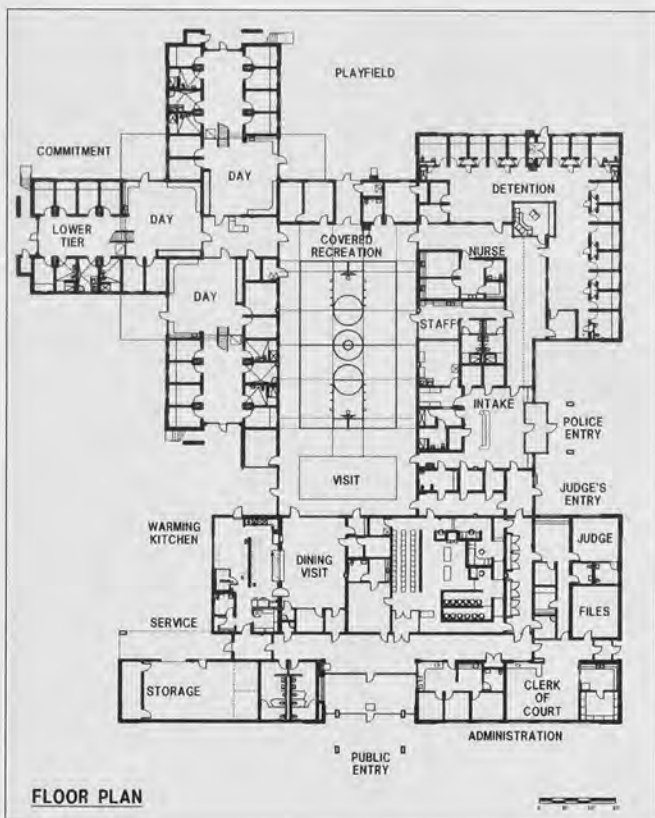 PLAYFIELD
COMMITMENT
DETENTION
DAY
LOWER
TIER
DAY
COVERED
RECREATION
NURSE
DAY
STAFF
INTAKE
POLICE
ENTRY
VISIT
JUDGE'S
ENTRY
WARMING
KITCHEN
JUDGE
DINING
VISIT
FILES
SERVICE
STORAGE
CLERK
OF
COURT
ADMINISTRATION
PUBLIC
ENTRY
FLOOR PLAN